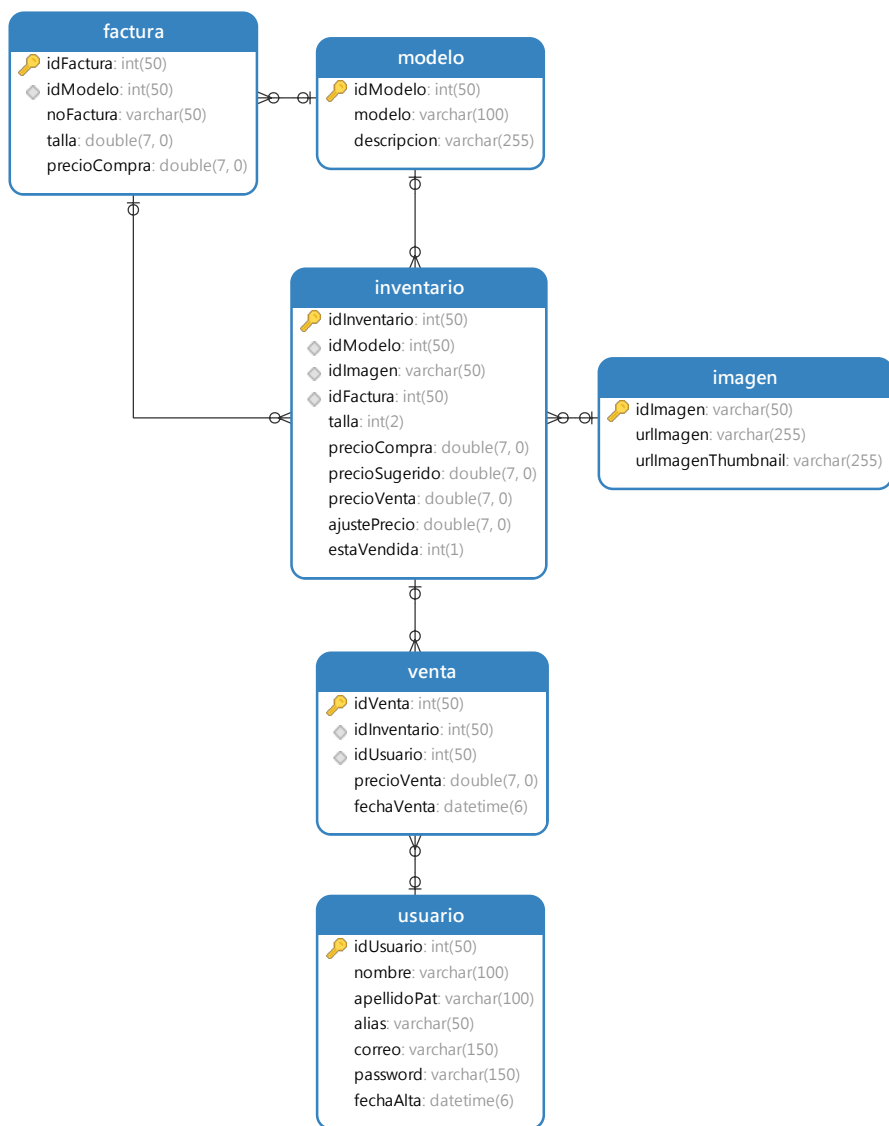 factura
idFactura: int(50)
idModelo: int(50)
noFactura: varchar(50)
talla: double(7, 0)
precioCompra: double(7, 0)
modelo
idModelo: int(50)
modelo: varchar(100)
descripcion: varchar(255)
inventario
idInventario: int(50)
idModelo: int(50)
idImagen: varchar(50)
idFactura: int(50)
talla: int(2)
precioCompra: double(7, 0)
precioSugerido: double(7, 0)
precioVenta: double(7, 0)
ajustePrecio: double(7, 0)
estaVendida: int(1)
imagen
idImagen: varchar(50)
urlImagen: varchar(255)
urlImagenThumbnail: varchar(255)
venta
idVenta: int(50)
idInventario: int(50)
idUsuario: int(50)
precioVenta: double(7, 0)
fechaVenta: datetime(6)
usuario
idUsuario: int(50)
nombre: varchar(100)
apellidoPat: varchar(100)
alias: varchar(50)
correo: varchar(150)
password: varchar(150)
fechaAlta: datetime(6)